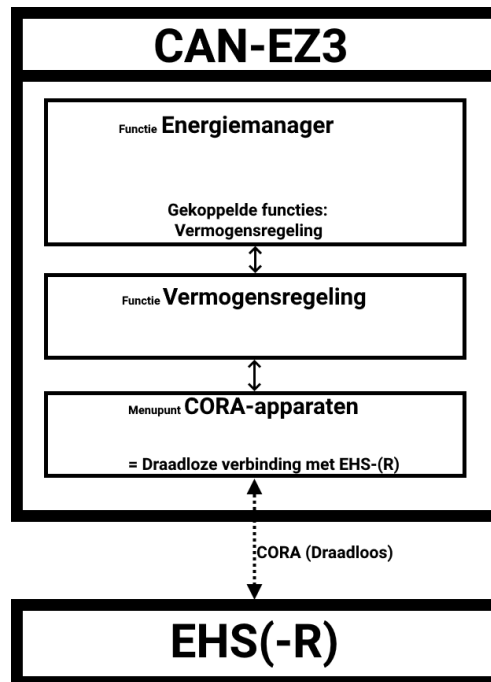 CAN-EZ3
Functie Energiemanager
Gekoppelde functies:
Vermogensregeling
Functie Vermogensregeling
Menupunt CORA-apparaten
= Draadloze verbinding met EHS-(R)
CORA (Draadloos)
EHS(-R)